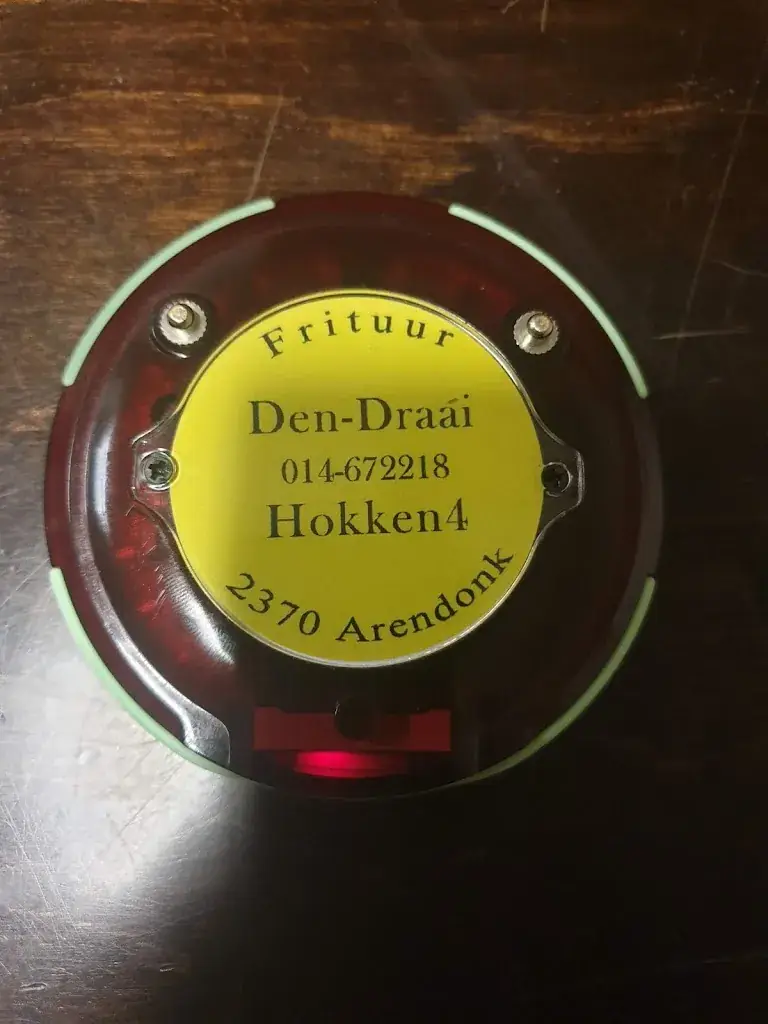 Frituur
Den-Draai
014-672218
Hokken4
2370 Arendonk